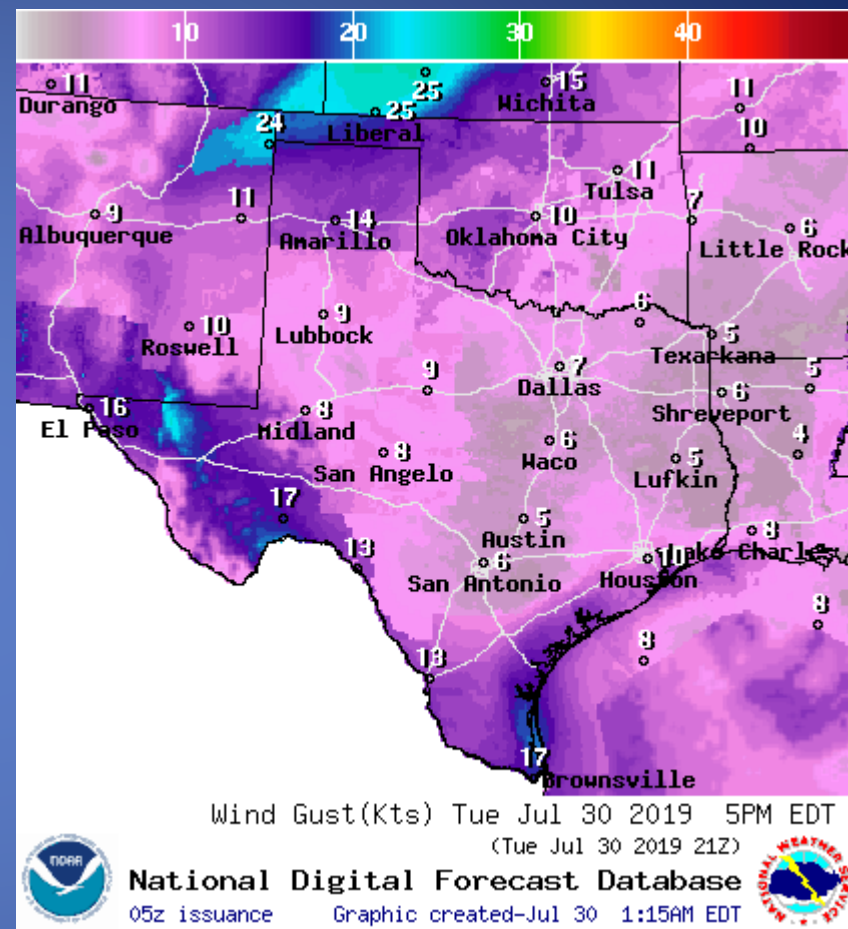 10 20 30 40
11
Durango
25
25
Liberal
15
Wichita
24
11
10
11
Tulsa
9
Albuquerque
11
14
Amarillo
10
Oklahoma City
7
6
Little Rock
10
Roswell
9
Lubbock
6
5
Texarkana
9
7
Dallas
5
6
Shreveport
16
El Paso
8
Midland
8
San Angelo
6
Waco
5
Lufkin
4
17
5
Austin
8
Lake Charle
13
6
San Antonio
10
Houston
8
8
13
17
Brownsville
Wind Gust(Kts) Tue Jul 30 2019 5PM EDT
(Tue Jul 30 2019 21Z)
NOAA
National Digital Forecast Database
05z issuance Graphic created-Jul 30 1:15AM EDT
NATIONAL WEATHER SERVICE